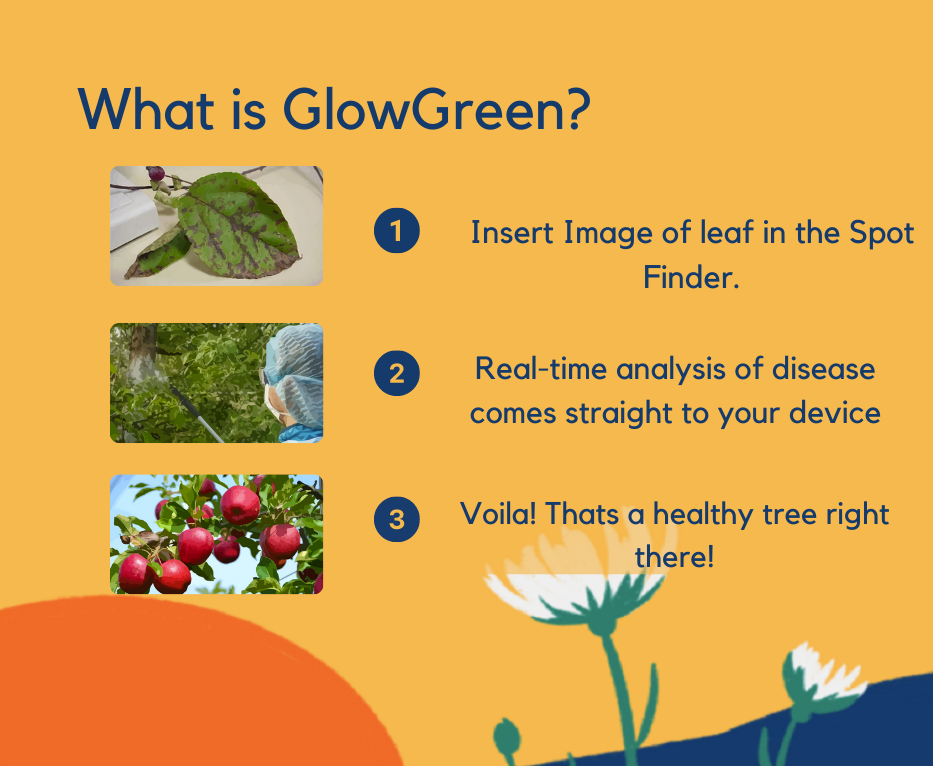 What is GlowGreen?
1
Insert Image of leaf in the Spot
Finder.
2
Real-time analysis of disease
comes straight to your device
3
Voila! Thats a healthy tree right
there!